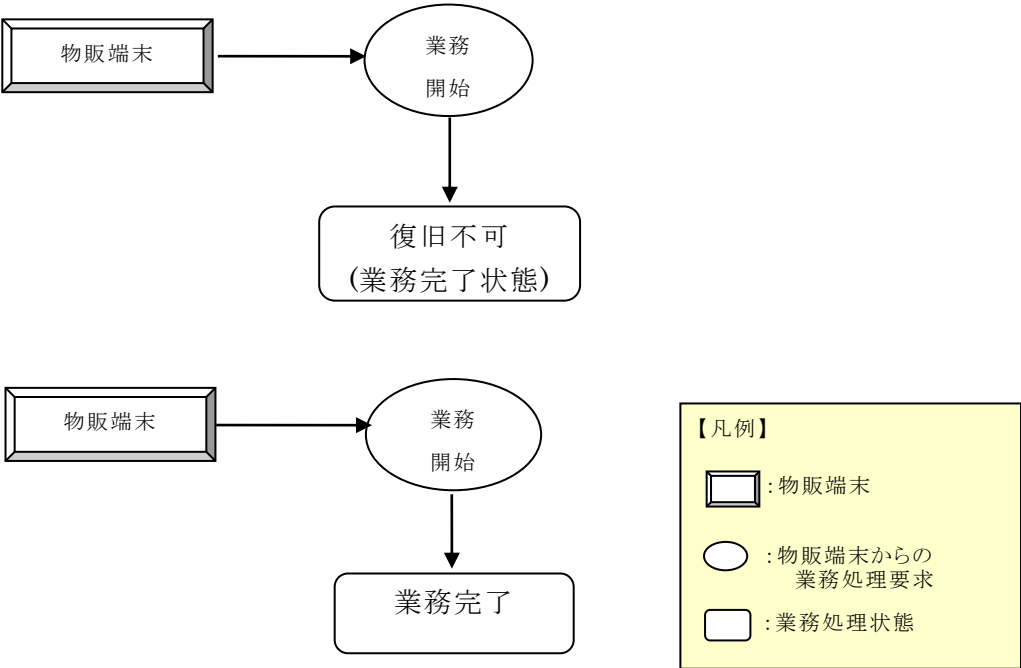 物販端末
業務
開始
復旧不可
(業務完了状態)
物販端末
業務
開始
業務完了
【凡例】
:物販端末
:物販端末からの
業務処理要求
:業務処理状態